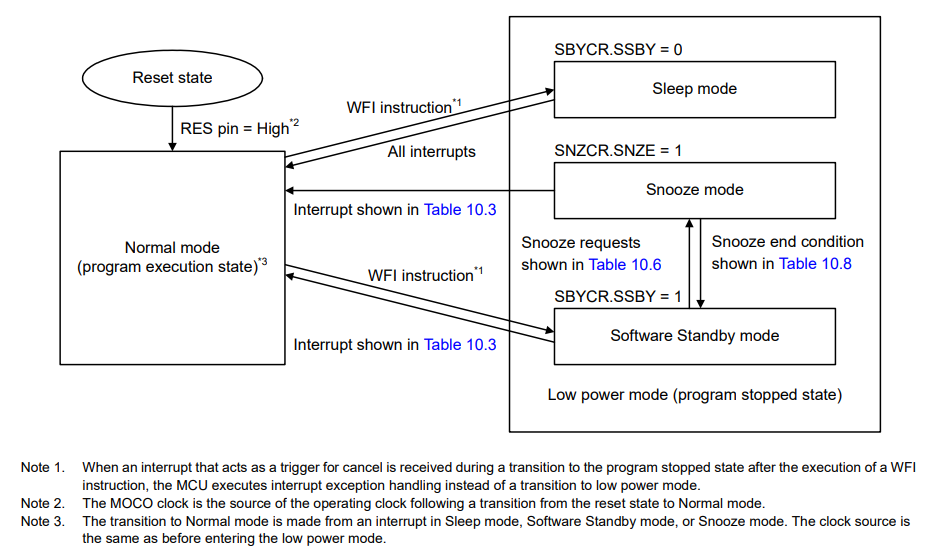 SBYCR.SSBY = 0
Reset state
Sleep mode
WFI instruction*1
RES pin = High*2
All interrupts
SNZCR.SNZE = 1
Snooze mode
Interrupt shown in Table 10.3
Normal mode
(program execution state)*3
Snooze requests
shown in Table 10.6
Snooze end condition
shown in Table 10.8
WFI instruction*1
SBYCR.SSBY = 1
Software Standby mode
Interrupt shown in Table 10.3
Low power mode (program stopped state)
Note 1. When an interrupt that acts as a trigger for cancel is received during a transition to the program stopped state after the execution of a WFI
instruction, the MCU executes interrupt exception handling instead of a transition to low power mode.
Note 2. The MOCO clock is the source of the operating clock following a transition from the reset state to Normal mode.
Note 3. The transition to Normal mode is made from an interrupt in Sleep mode, Software Standby mode, or Snooze mode. The clock source is
the same as before entering the low power mode.